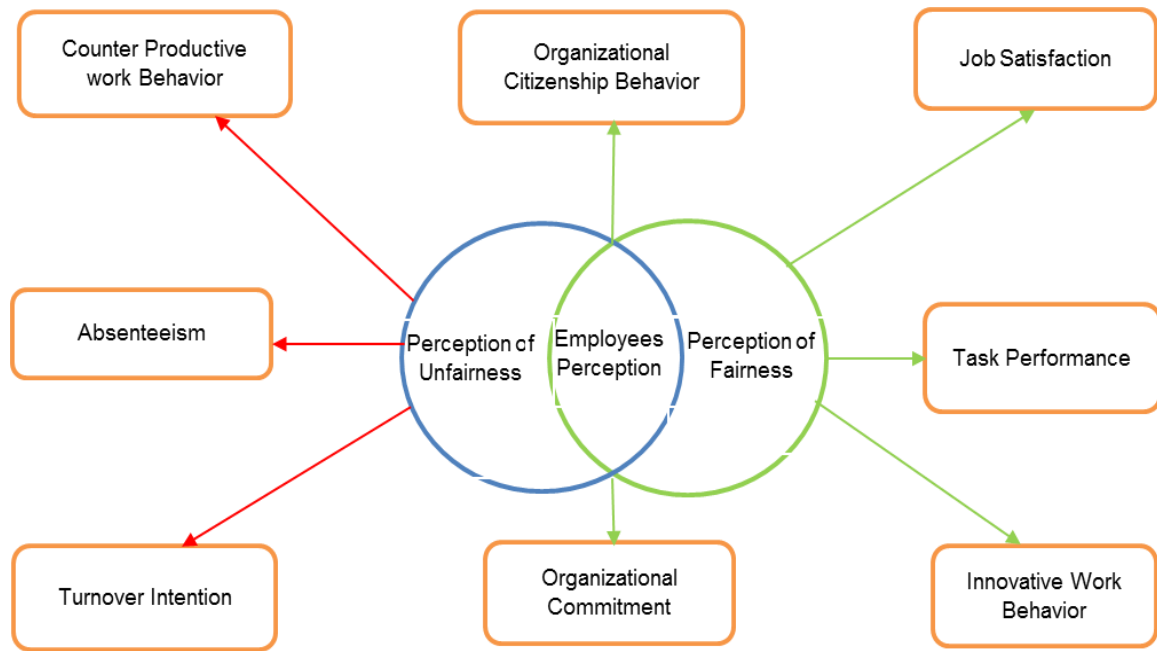 Counter Productive
work Behavior
Organizational
Citizenship Behavior
Job Satisfaction
Absenteeism
Perception of
Unfairness
Employees
Perception
Perception of
Fairness
Task Performance
Turnover Intention
Organizational
Commitment
Innovative Work
Behavior